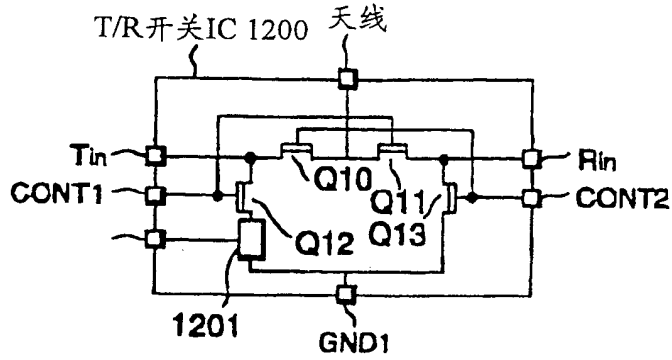 T/R开关IC 1200
天线
Tin
Rin
Q10
Q11
CONT1
CONT2
Q12
Q13
1201
GND1